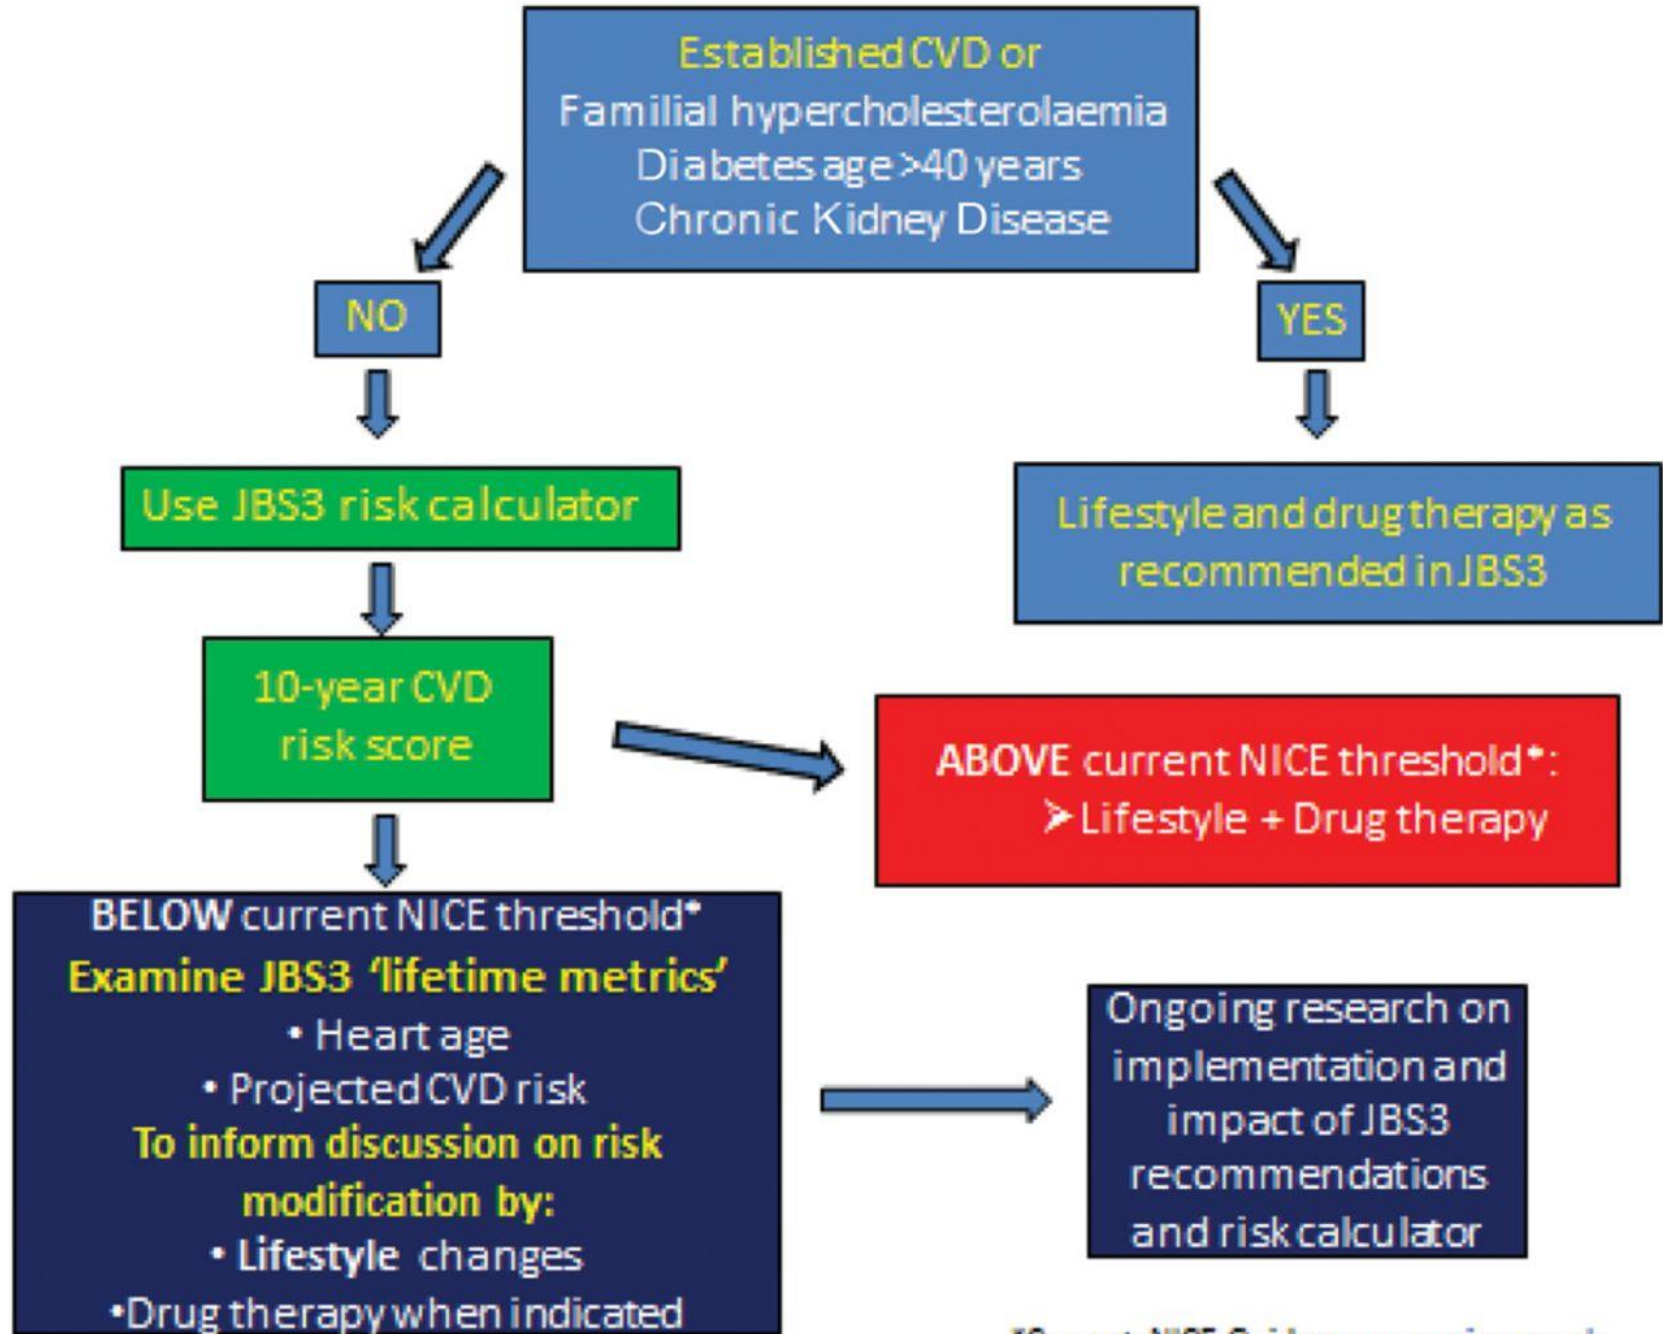 Established CVD or
Familial hypercholesterolaemia
Diabetes age >40 years
Chronic Kidney Disease
NO
YES
Use JBS3 risk calculator
Lifestyle and drug therapy as
recommended in JBS3
10-year CVD
risk score
ABOVE current NICE threshold*:
➤ Lifestyle + Drug therapy
BELOW current NICE threshold*
Examine JBS3 ‘lifetime metrics’
• Heart age
• Projected CVD risk
To inform discussion on risk
modification by:
• Lifestyle changes
•Drug therapy when indicated
Ongoing research on
implementation and
impact of JBS3
recommendations
and risk calculator